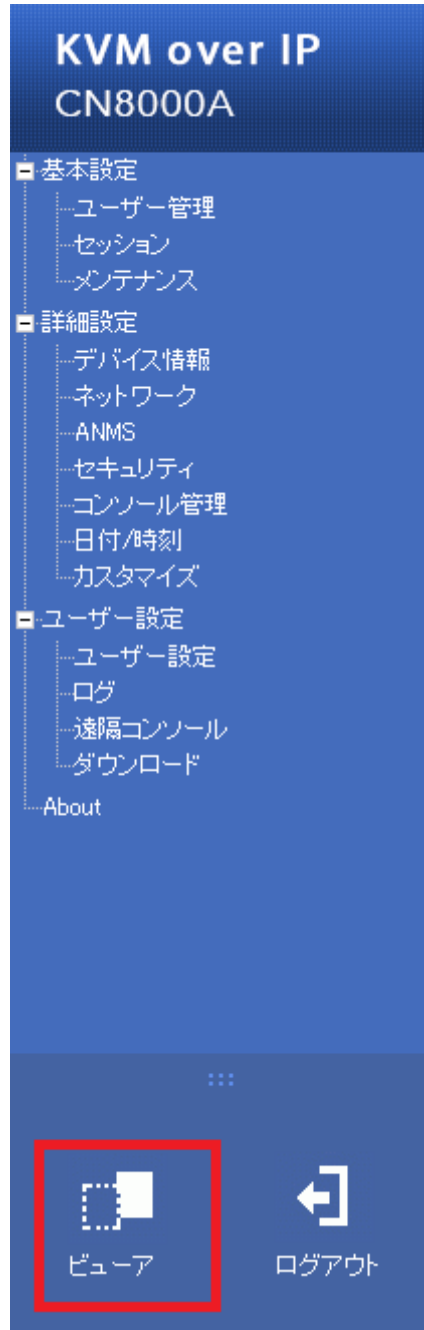 KVM over IP
CN8000A
基本設定
ユーザー管理
セッション
メンテナンス
詳細設定
デバイス情報
ネットワーク
ANMS
セキュリティ
コンソール管理
日付/時刻
カスタマイズ
ユーザー設定
ユーザー設定
ログ
遠隔コンソール
ダウンロード
About
ビューア
ログアウト